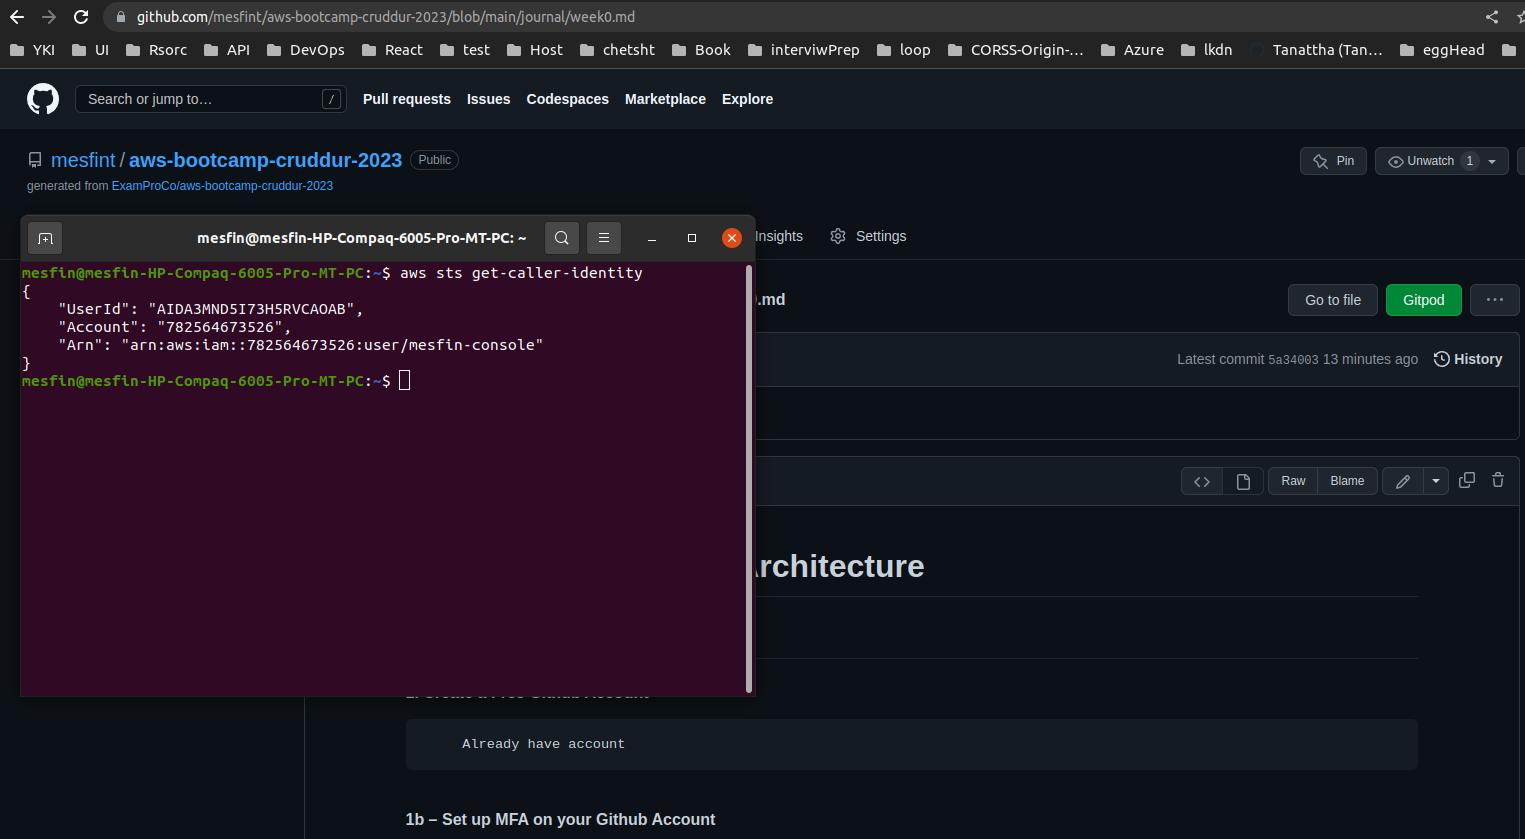 github.com/mesfint/aws-bootcamp-cruddur-2023/blob/main/journal/week0.md
YKI UI Rsorc API DevOps React test Host chetsht Book interviwPrep loop CORSS-Origin-... Azure lkdn Tanattha (Tan... eggHead
Search or jump to... / Pull requests Issues Codespaces Marketplace Explore
mesfint / aws-bootcamp-cruddur-2023 Public Pin Unwatch 1
generated from ExamProCo/aws-bootcamp-cruddur-2023
mesfin@mesfin-HP-Compaq-6005-Pro-MT-PC: ~
Insights Settings
mesfin@mesfin-HP-Compaq-6005-Pro-MT-PC:~$ aws sts get-caller-identity
{
"UserId": "AIDA3MND5I73H5RVCAOAB",
"Account": "782564673526",
"Arn": "arn:aws:iam::782564673526:user/mesfin-console"
}
mesfin@mesfin-HP-Compaq-6005-Pro-MT-PC:~$
.md Go to file Gitpod ...
Latest commit 5a34003 13 minutes ago History
Raw Blame
rchitecture
Already have account
1b – Set up MFA on your Github Account